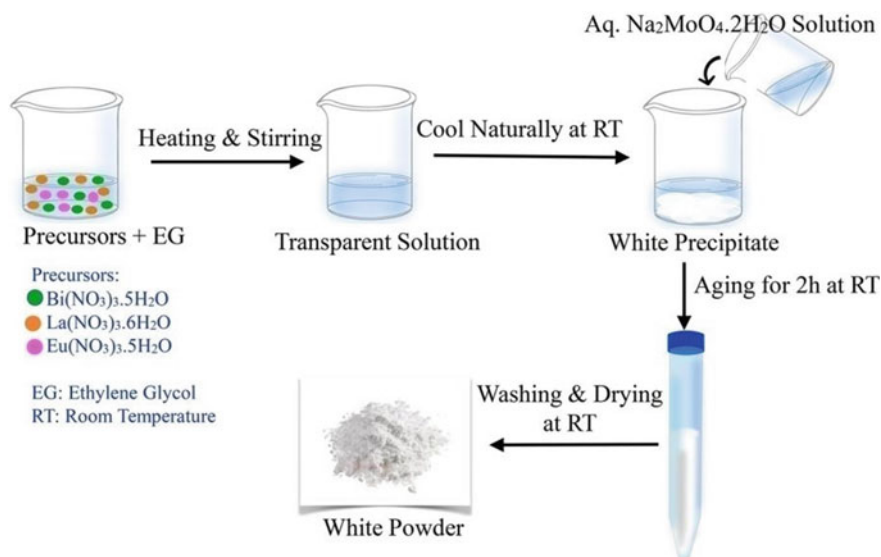 Aq. Na₂MoO₄.2H₂O Solution
Heating & Stirring
Cool Naturally at RT
Precursors + EG
Transparent Solution
White Precipitate
Precursors:
Bi(NO₃)₃.5H₂O
La(NO₃)₃.6H₂O
Eu(NO₃)₃.5H₂O
EG: Ethylene Glycol
RT: Room Temperature
Aging for 2h at RT
Washing & Drying
at RT
White Powder